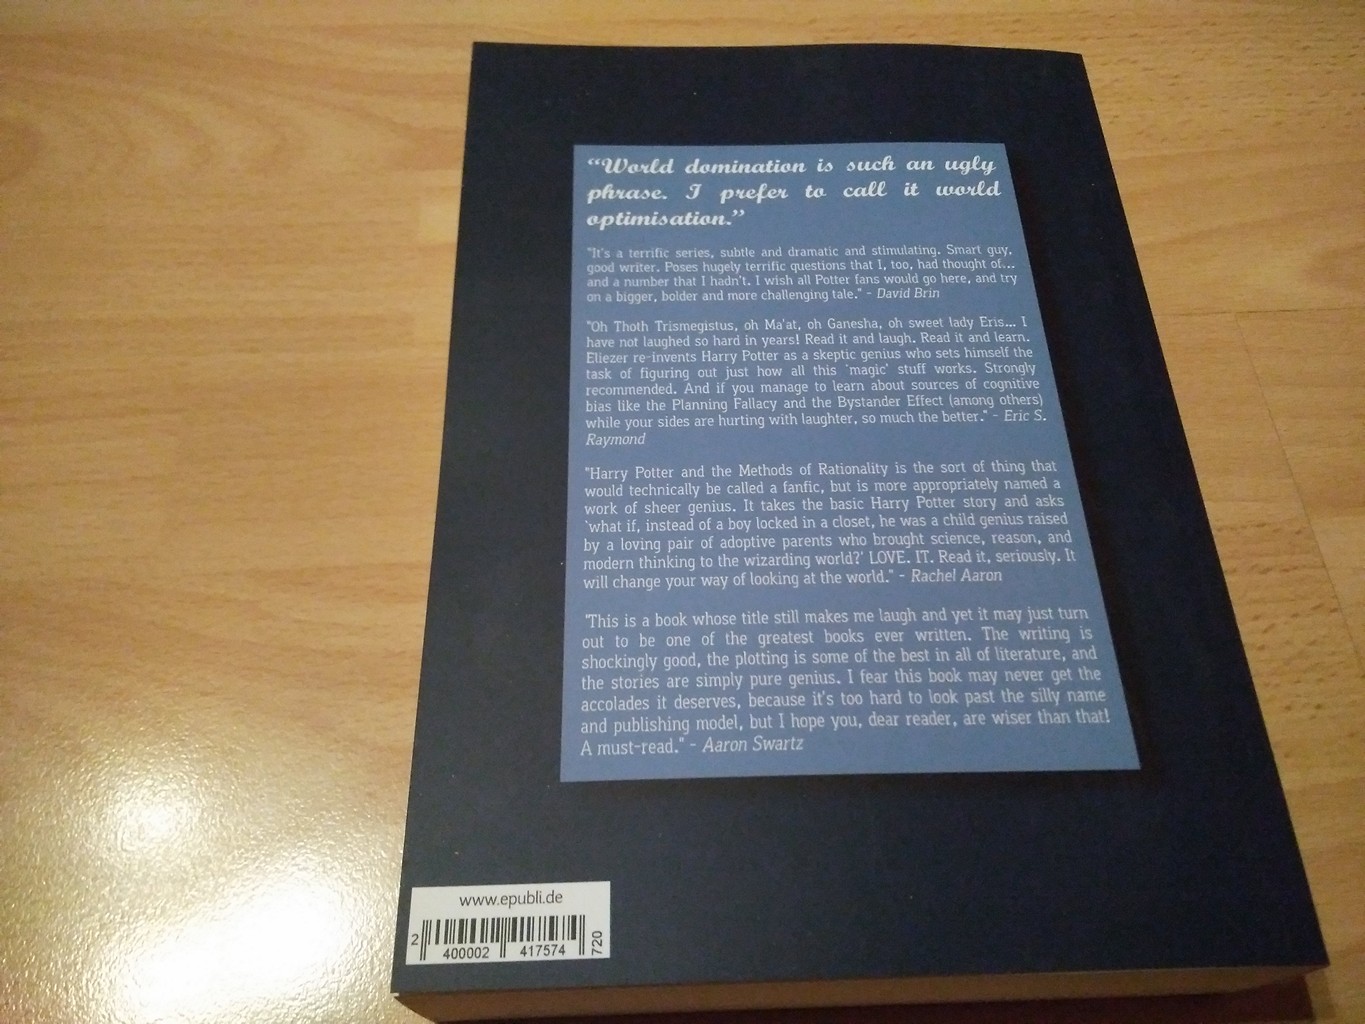 “World domination is such an ugly
phrase. I prefer to call it world
optimisation.”
"It's a terrific series, subtle and dramatic and stimulating. Smart guy,
good writer. Poses hugely terrific questions that I, too, had thought of...
and a number that I hadn't. I wish all Potter fans would go here, and try
on a bigger, bolder and more challenging tale." - David Brin
"Oh Thoth Trismegistus, oh Ma'at, oh Ganesha, oh sweet lady Eris... I
have not laughed so hard in years! Read it and laugh. Read it and learn.
Eliezer re-invents Harry Potter as a skeptic genius who sets himself the
task of figuring out just how all this 'magic' stuff works. Strongly
recommended. And if you manage to learn about sources of cognitive
bias like the Planning Fallacy and the Bystander Effect (among others)
while your sides are hurting with laughter, so much the better." - Eric S.
Raymond
"Harry Potter and the Methods of Rationality is the sort of thing that
would technically be called a fanfic, but is more appropriately named a
work of sheer genius. It takes the basic Harry Potter story and asks
'what if, instead of a boy locked in a closet, he was a child genius raised
by a loving pair of adoptive parents who brought science, reason, and
modern thinking to the wizarding world?' LOVE. IT. Read it, seriously. It
will change your way of looking at the world." - Rachel Aaron
"This is a book whose title still makes me laugh and yet it may just turn
out to be one of the greatest books ever written. The writing is
shockingly good, the plotting is some of the best in all of literature, and
the stories are simply pure genius. I fear this book may never get the
accolades it deserves, because it's too hard to look past the silly name
and publishing model, but I hope you, dear reader, are wiser than that!
A must-read." - Aaron Swartz
www.epubli.de
2 400002 417574 720